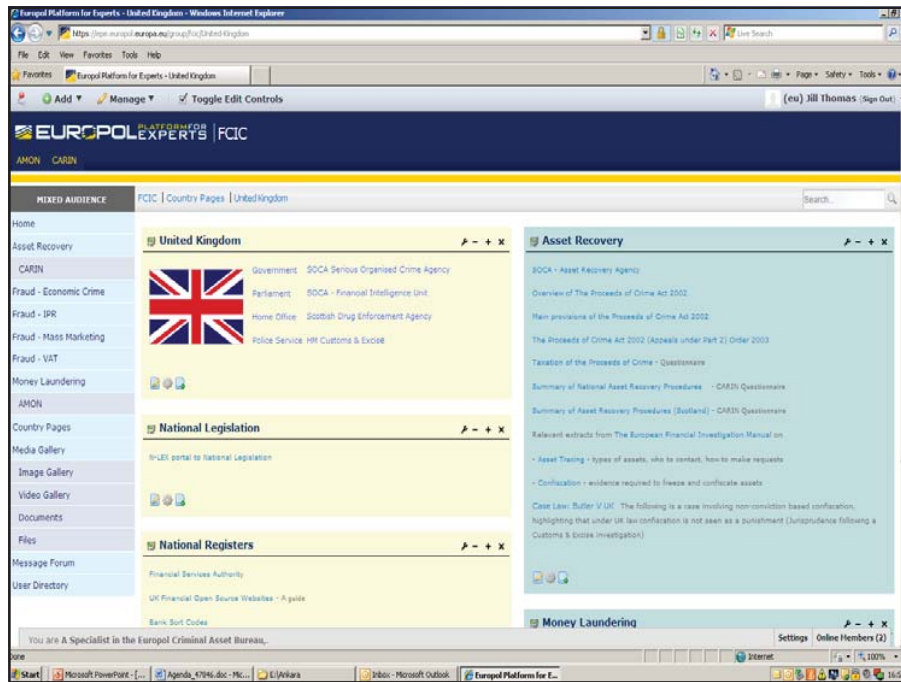 Europol Platform for Experts - United Kingdom - Windows Internet Explorer
Live Search
File Edit View Favorites Tools Help
Favorites Europol Platform for Experts - United Kingdom
Page Safety Tools
Add Manage Toggle Edit Controls
(eu) Jill Thomas (Sign Out)
EUROPOL PLATFORM FOR EXPERTS FCIC
AMON CARIN
MIXED AUDIENCE
FCIC | Country Pages | United Kingdom
Search...
Home
Asset Recovery
CARIN
Fraud - Economic Crime
Fraud - IPR
Fraud - Mass Marketing
Fraud - VAT
Money Laundering
AMON
Country Pages
Media Gallery
Image Gallery
Video Gallery
Documents
Files
Message Forum
User Directory
United Kingdom
Government SOCA Serious Organised Crime Agency
Parliament SOCA - Financial Intelligence Unit
Home Office Scottish Drug Enforcement Agency
Police Service HM Customs & Excise
National Legislation
N-LEX portal to National Legislation
National Registers
Financial Services Authority
UK Financial Open Source Websites - A guide
Bank Sort Codes
Asset Recovery
SOCA - Asset Recovery Agency
Overview of The Proceeds of Crime Act 2002
Main provisions of the Proceeds of Crime Act 2002
The Proceeds of Crime Act 2002 (Appeals under Part 2) Order 2003
Taxation of the Proceeds of Crime - Questionnaire
Summary of National Asset Recovery Procedures - CARIN Questionnaire
Summary of Asset Recovery Procedures (Scotland) - CARIN Questionnaire
Relevant extracts from The European Financial Investigation Manual on
- Asset Tracing - types of assets, who to contact, how to make requests
- Confiscation - evidence required to freeze and confiscate assets
Case Law: Butler V UK The following is a case involving non-conviction based confiscation,
highlighting that under UK law confiscation is not seen as a punishment (Jurisprudence following a
Customs & Excise investigation)
Money Laundering
You are A Specialist in the Europol Criminal Asset Bureau,.
Settings Online Members (2)
Done
Internet
100%
Start Microsoft PowerPoint - [... Agenda_47046.doc - Mic... E:\Ankara Inbox - Microsoft Outlook Europol Platform for E...